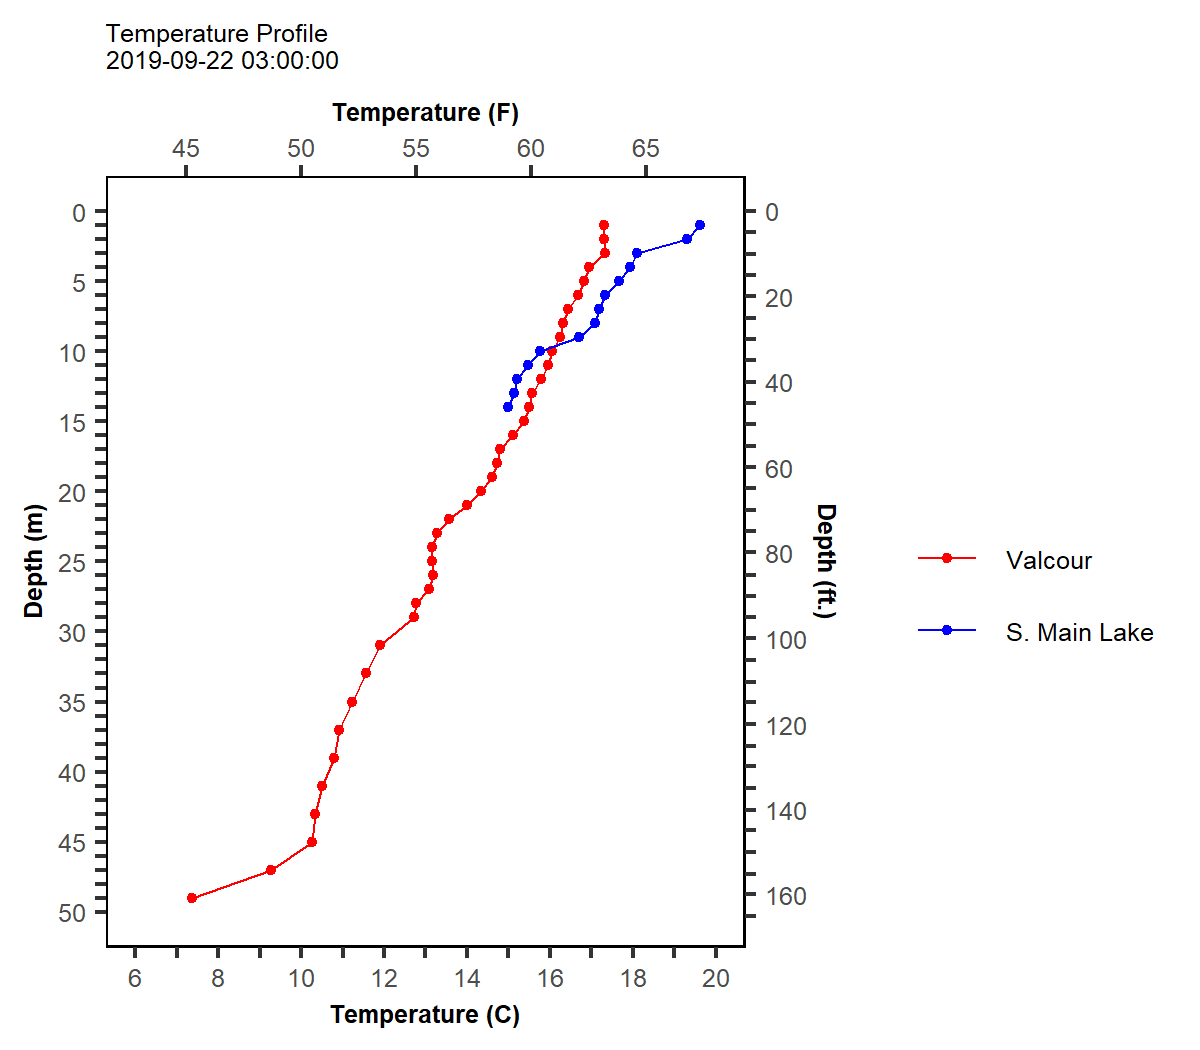 Temperature Profile
2019-09-22 03:00:00
Temperature (F)
45 50 55 60 65
0 0
5
20
10
40
15
60
20
Depth (m)
Depth (ft.)
80
25
Valcour
30
100
S. Main Lake
35
120
40
140
45
160
50
6 8 10 12 14 16 18 20
Temperature (C)